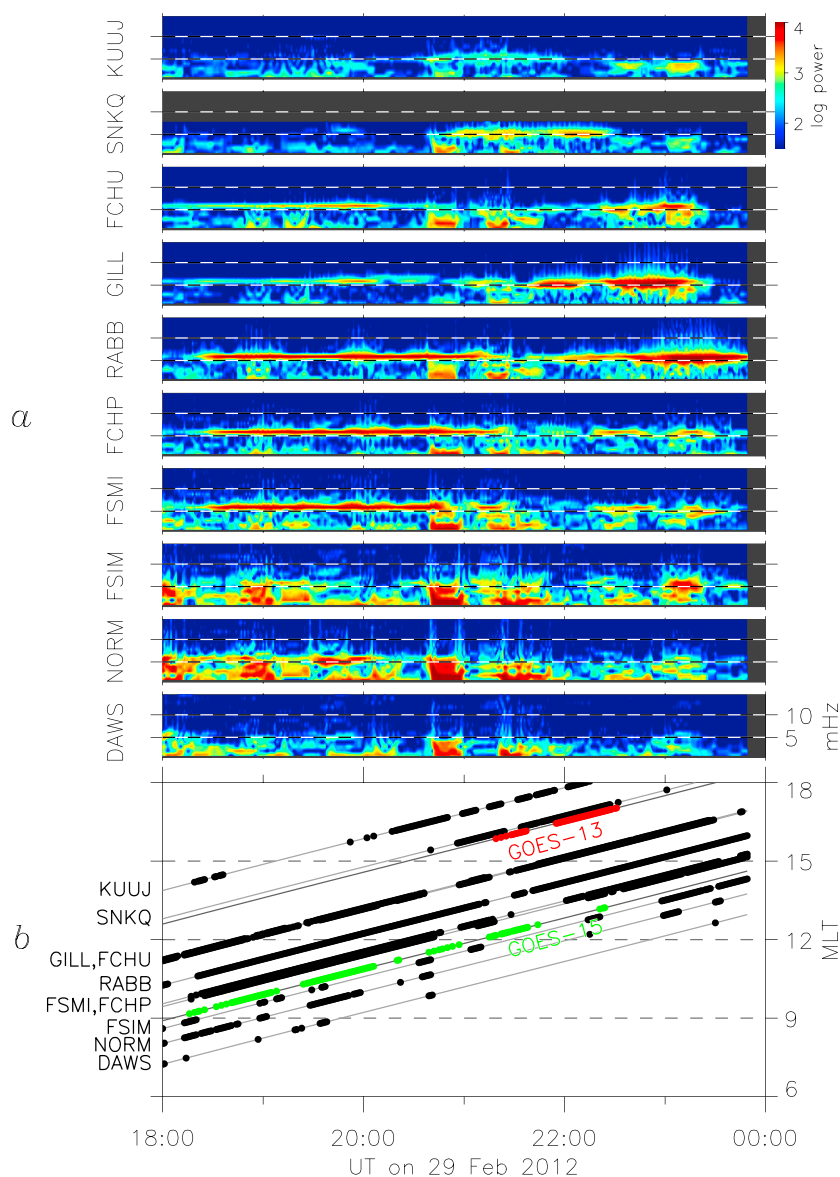 KUUJ
4
3
2
log power
SNKQ
FCHU
GILL
RABB
a
FCHP
FSMI
FSIM
NORM
DAWS
10
5
mHz
18
15
12
9
6
MLT
GOES-13
GOES-15
KUUJ
SNKQ
b
GILL,FCHU
RABB
FSMI,FCHP
FSIM
NORM
DAWS
18:00
20:00
22:00
00:00
UT on 29 Feb 2012